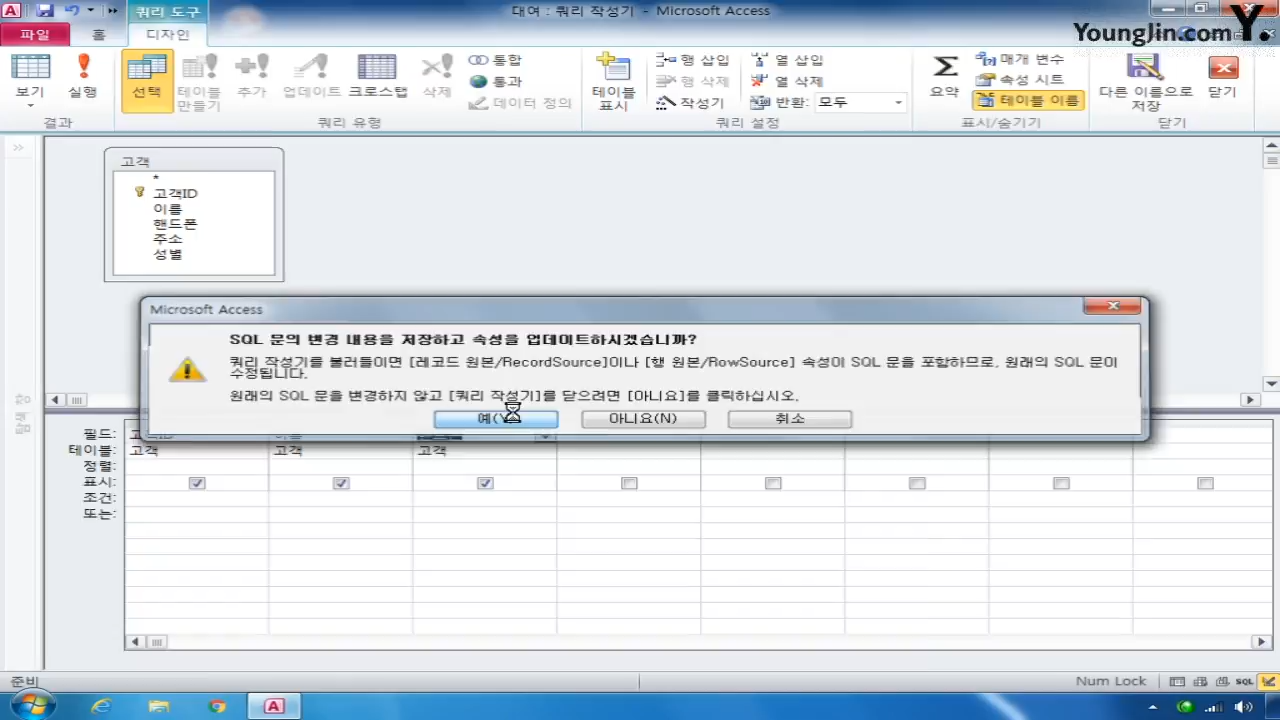 쿼리 도구
대여 : 쿼리 작성기 - Microsoft Access
YoungJin.com Y.
파일
홈
디자인
보기
실행
결과
선택
테이블
만들기
추가
업데이트
크로스탭
삭제
통합
통과
데이터 정의
쿼리 유형
테이블
표시
행 삽입
행 삭제
작성기
열 삽입
열 삭제
반환: 모두
쿼리 설정
요약
매개 변수
속성 시트
테이블 이름
표시/숨기기
다른 이름으로
저장
닫기
닫기
고객
*
고객ID
이름
핸드폰
주소
성별
Microsoft Access
SQL 문의 변경 내용을 저장하고 속성을 업데이트하시겠습니까?
쿼리 작성기를 불러들이면 [레코드 원본/RecordSource]이나 [행 원본/RowSource] 속성이 SQL 문을 포함하므로, 원래의 SQL 문이
수정됩니다.
원래의 SQL 문을 변경하지 않고 [쿼리 작성기]를 닫으려면 [아니요]를 클릭하십시오.
예(Y)
아니요(N)
취소
필드: 고객ID 이름
테이블: 고객 고객 고객
정렬:
표시:
조건:
또는:
준비
Num Lock
SQL